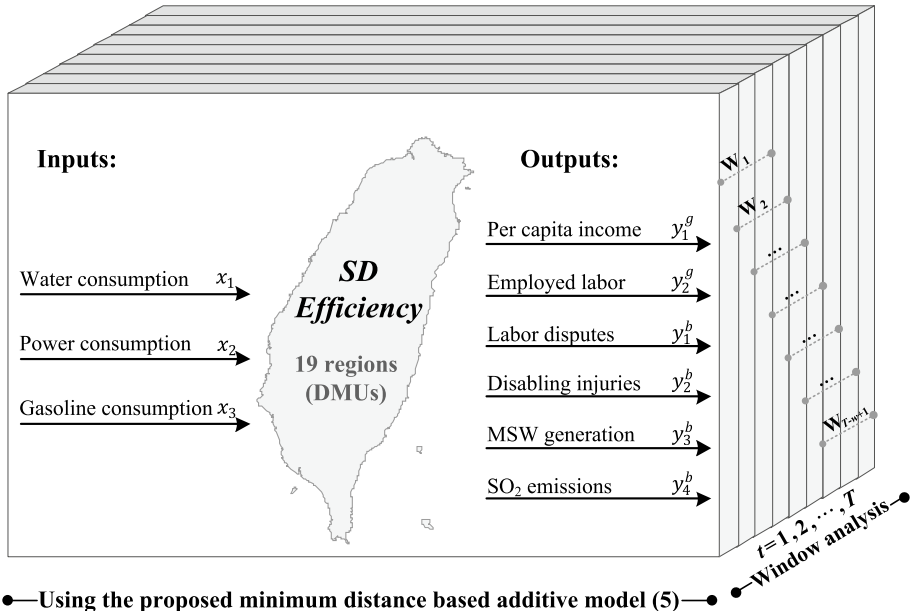 Inputs:
Outputs:
Water consumption x₁
Power consumption x₂
Gasoline consumption x₃
SD
Efficiency
19 regions
(DMUs)
Per capita income y₁ᵍ
Employed labor y₂ᵍ
Labor disputes y₁ᵇ
Disabling injuries y₂ᵇ
MSW generation y₃ᵇ
SO₂ emissions y₄ᵇ
W₁
W₂
...
...
...
...
W_T-w+1
t=1, 2, ⋯, T
Window analysis
Using the proposed minimum distance based additive model (5)